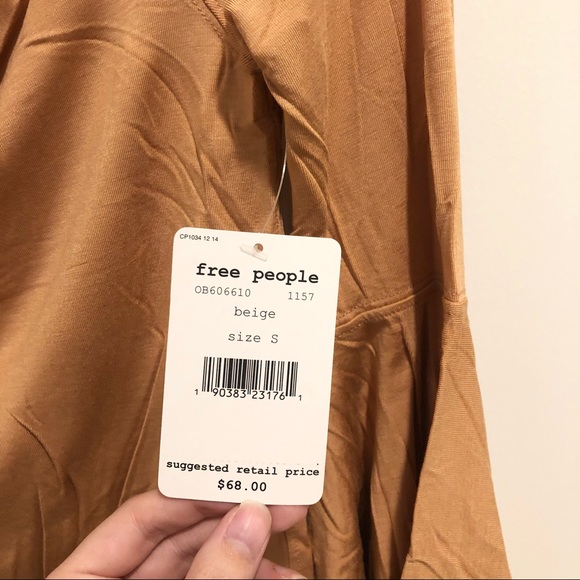 CP1034 12 14
free people
OB606610 1157
beige
size S
1 90383 23176 1
suggested retail price
$68.00